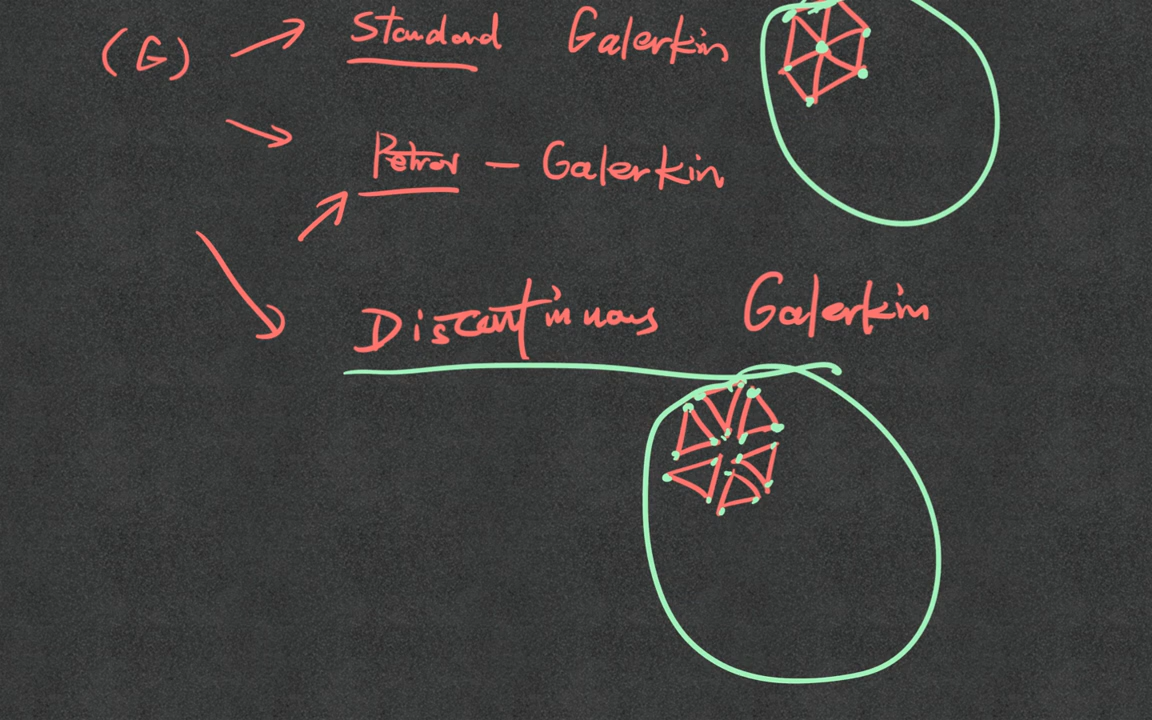 (G) → Standard Galerkin
Petrov - Galerkin
Discontinuous Galerkin